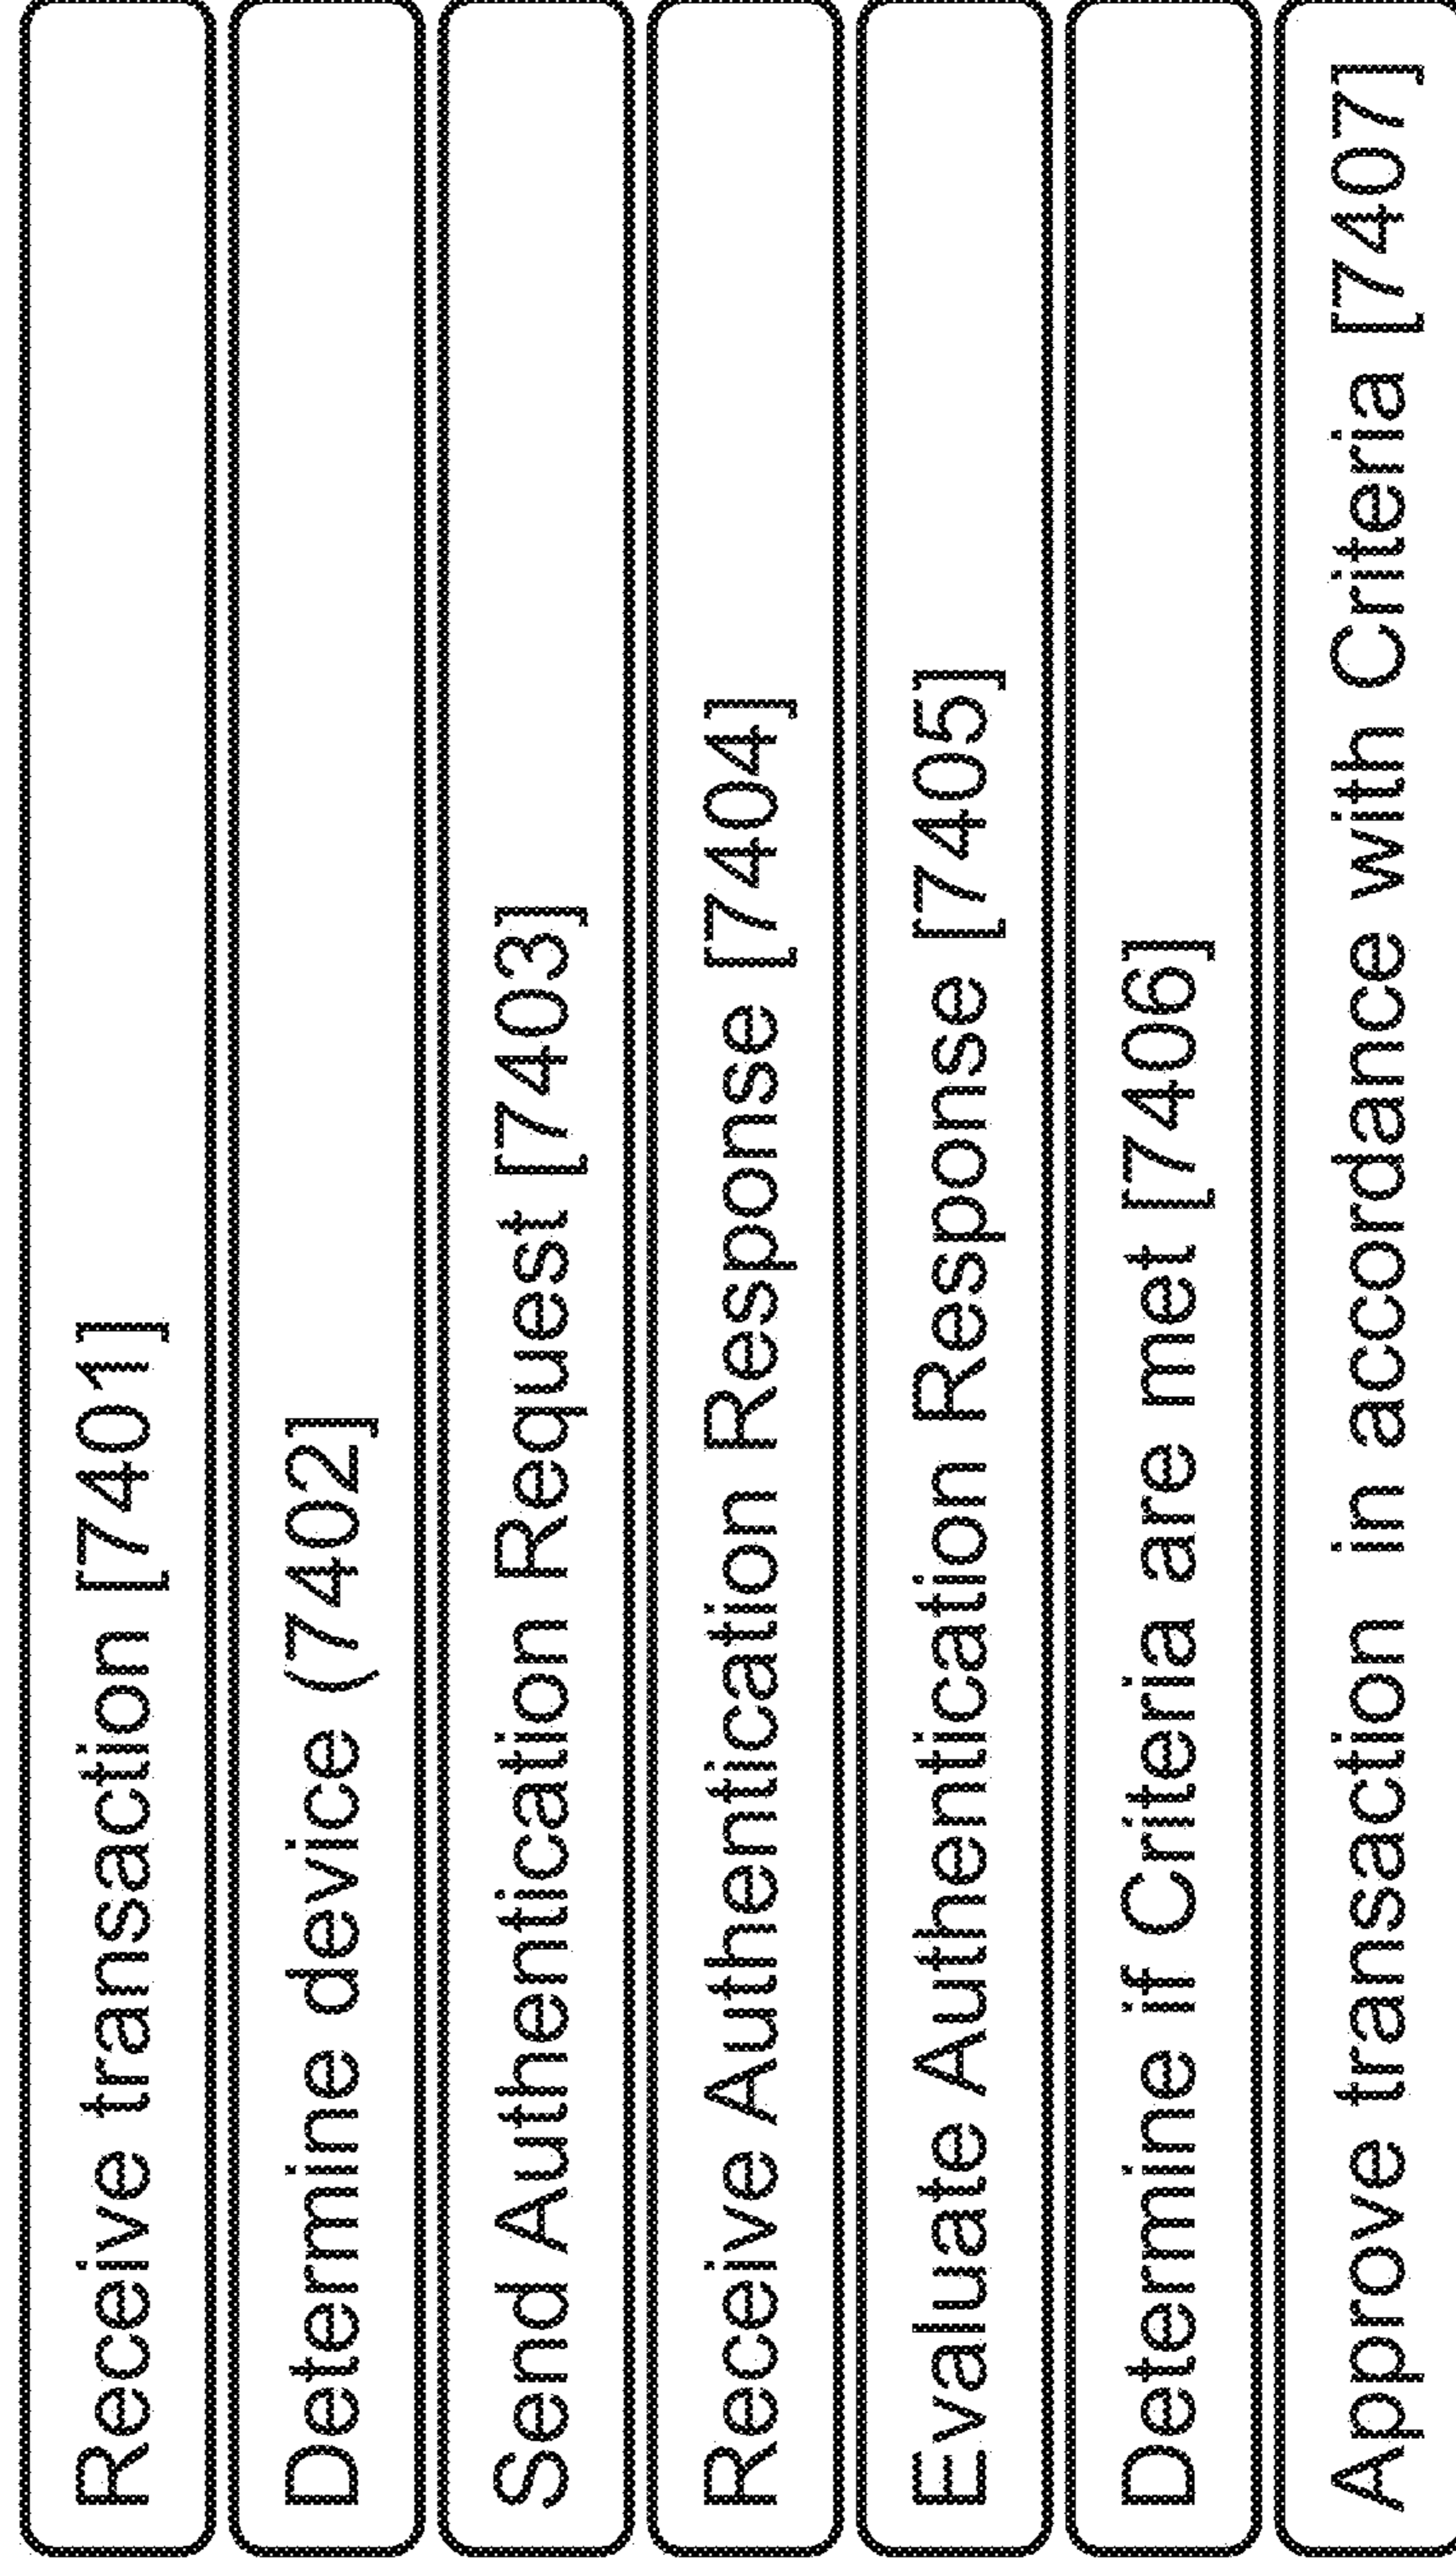 Receive transaction [7401]
Determine device (7402]
Send Authentication Request [7403]
Receive Authentication Response [7404]
Evaluate Authentication Response [7405]
Determine if Criteria are met [7406]
Approve transaction  in accordance with Criteria [7407]